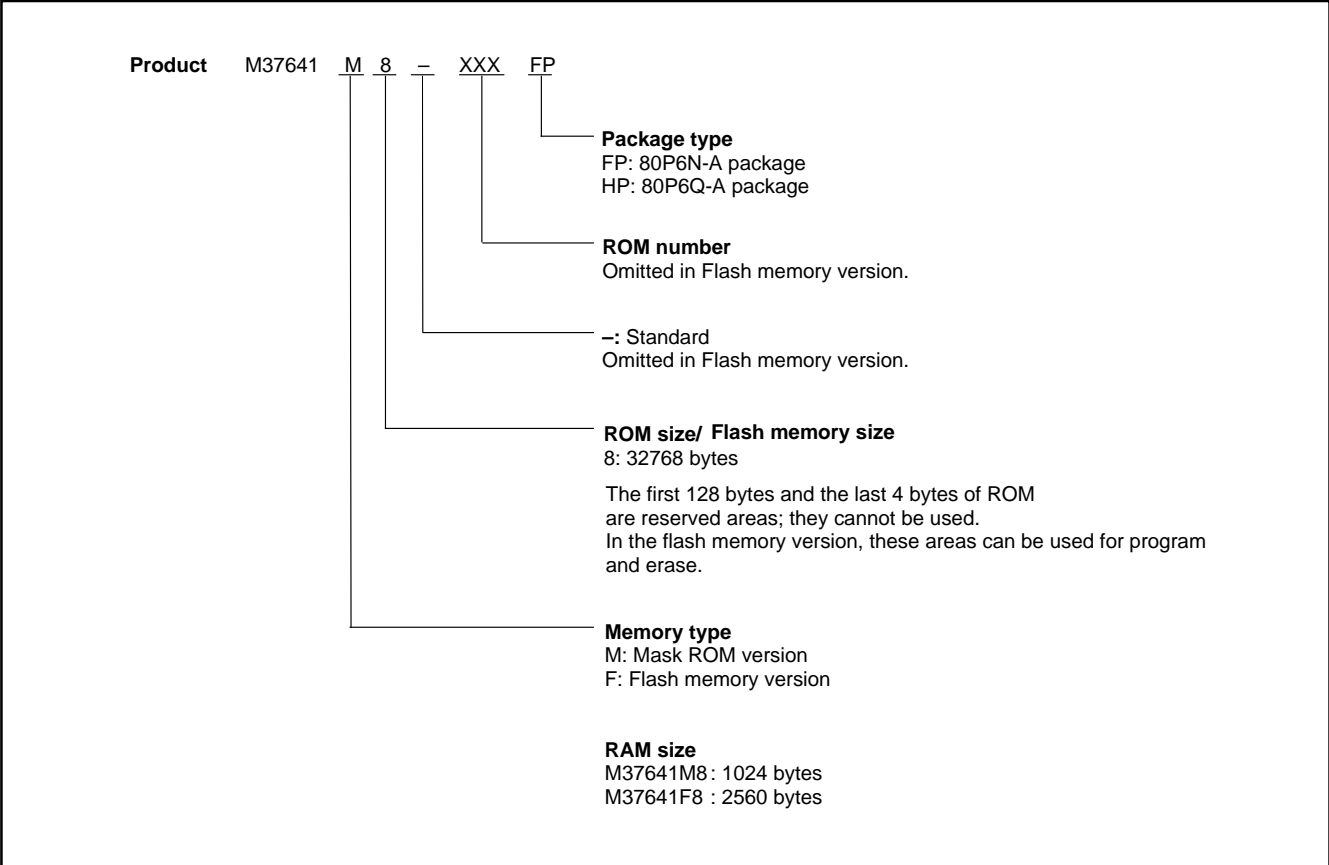 Product M37641 M 8 – XXX FP
Package type
FP: 80P6N-A package
HP: 80P6Q-A package
ROM number
Omitted in Flash memory version.
–: Standard
Omitted in Flash memory version.
ROM size/ Flash memory size
8: 32768 bytes
The first 128 bytes and the last 4 bytes of ROM
are reserved areas; they cannot be used.
In the flash memory version, these areas can be used for program
and erase.
Memory type
M: Mask ROM version
F: Flash memory version
RAM size
M37641M8 : 1024 bytes
M37641F8 : 2560 bytes